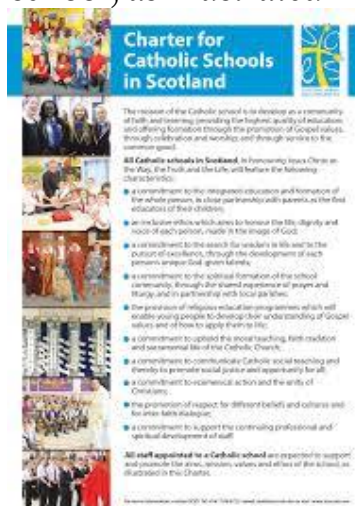 Charter for
Catholic Schools
in Scotland
The mission of the Catholic school is to develop as a community
of faith and learning, providing the highest quality of education,
and offering formation through the promotion of Gospel values,
through celebration and worship, and through service to the
common good.
All Catholic schools in Scotland, in honouring Jesus Christ as
the Way, the Truth and the Life, will feature the following
characteristics:
a commitment to the integrated education and formation of
the whole person, in close partnership with parents as the first
educators of their children;
an inclusive ethos which aims to honour the life, dignity and
voice of each person, made in the image of God;
a commitment to the search for wisdom in life and to the
pursuit of excellence, through the development of each
person's unique God-given talents;
a commitment to the spiritual formation of the school
community, through the shared experience of prayer and
liturgy, and in partnership with local parishes;
the provision of religious education programmes which will
enable young people to develop their understanding of Gospel
values and of how to apply them to life;
a commitment to uphold the moral teaching, faith tradition
and sacramental life of the Catholic Church;
a commitment to communicate Catholic social teaching and
thereby to promote social justice and opportunity for all;
a commitment to ecumenical action and the unity of
Christians;
the promotion of respect for different beliefs and cultures and
for inter-faith dialogue;
a commitment to support the continuing professional and
spiritual development of staff.
All staff appointed to a Catholic school are expected to support
and promote the aims, mission, values and ethos of the school, as
illustrated in this Charter.